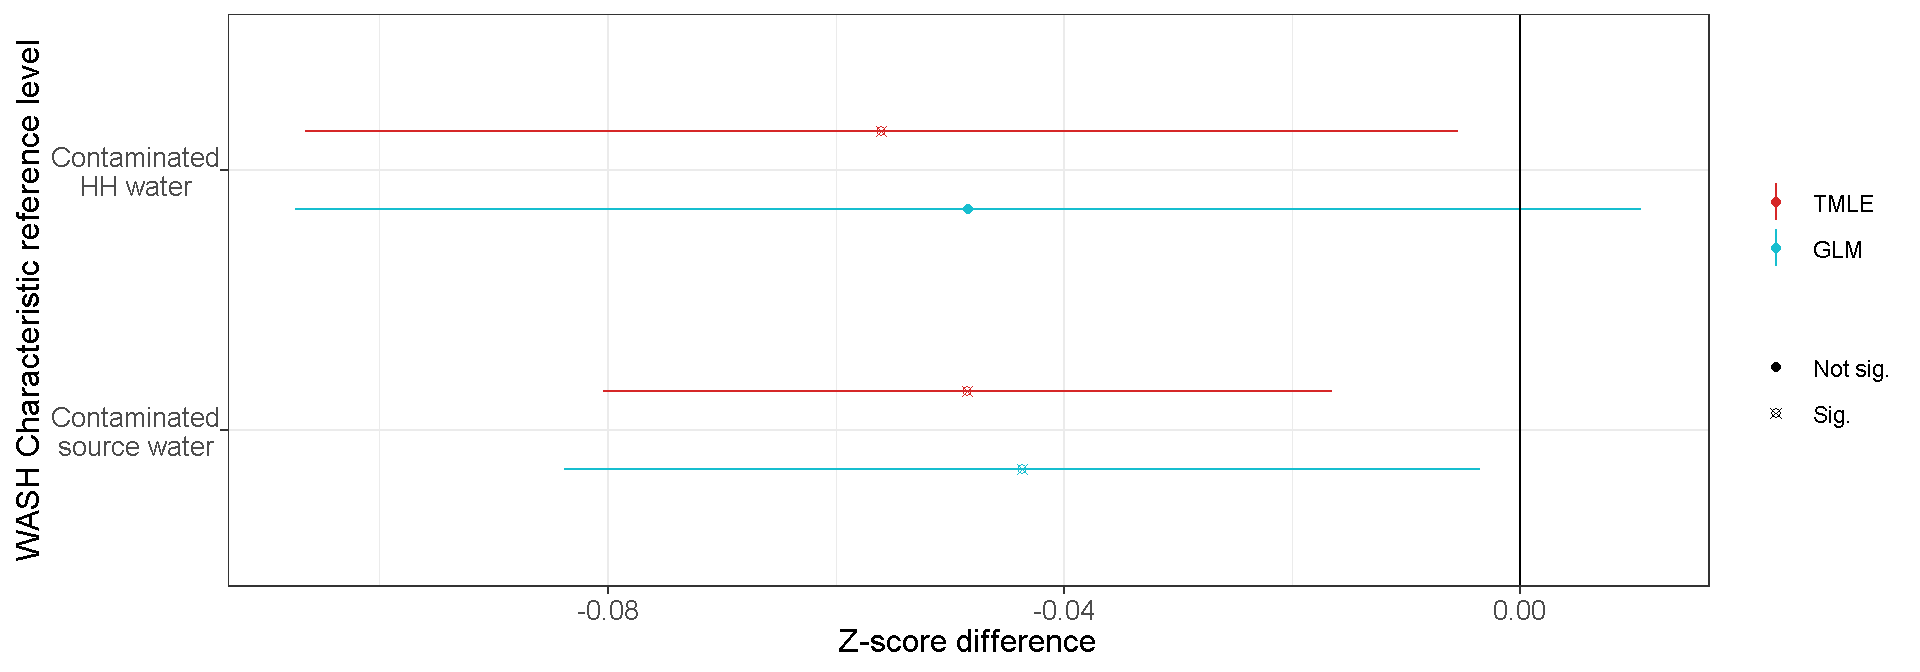 WASH Characteristic reference level
Contaminated
HH water
Contaminated
source water
-0.08
-0.04
0.00
Z-score difference
TMLE
GLM
Not sig.
Sig.